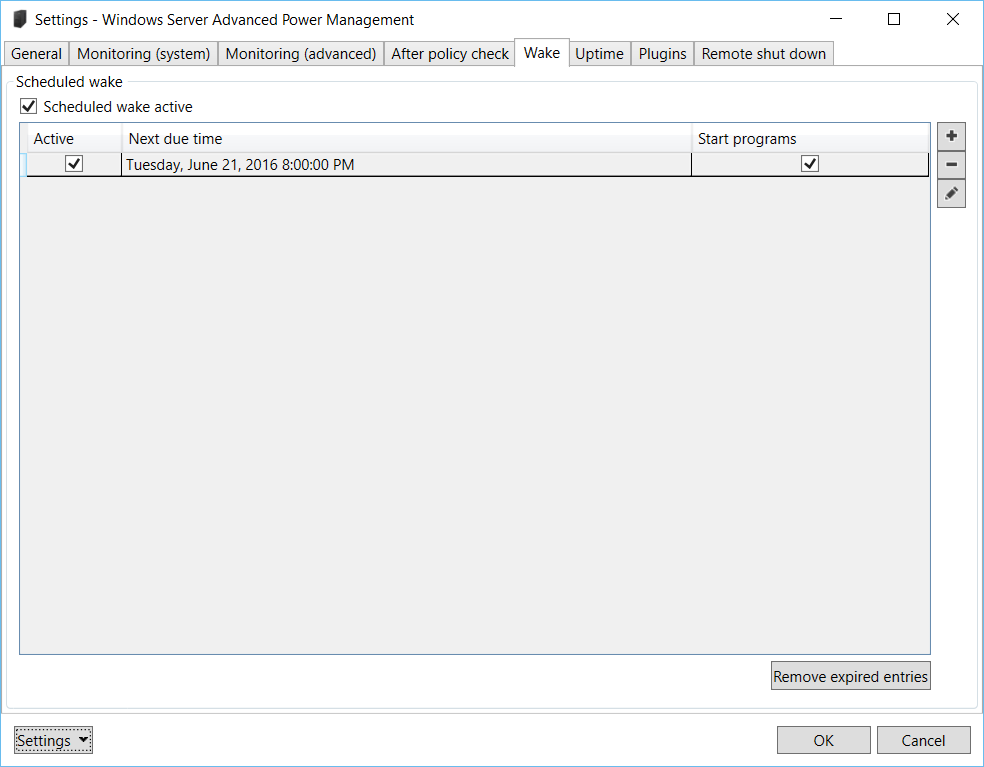 Settings - Windows Server Advanced Power Management
General Monitoring (system) Monitoring (advanced) After policy check Wake Uptime Plugins Remote shut down
Scheduled wake
Scheduled wake active
Active Next due time Start programs
Tuesday, June 21, 2016 8:00:00 PM
Remove expired entries
Settings OK Cancel